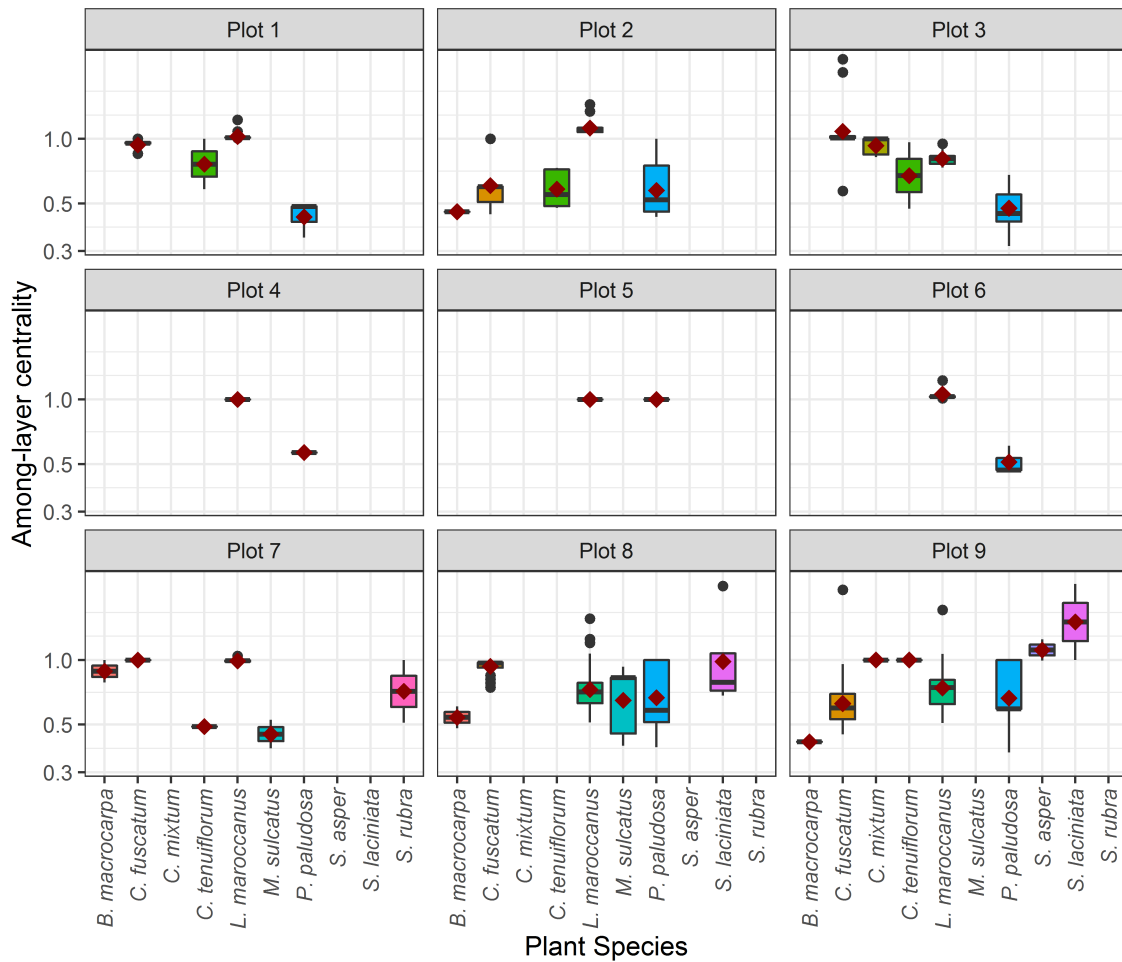 Plot 1
Plot 2
Plot 3
1.0
0.5
0.3
Plot 4
Plot 5
Plot 6
1.0
0.5
0.3
Plot 7
Plot 8
Plot 9
1.0
0.5
0.3
Among-layer centrality
B. macrocarpa
C. fuscatum
C. mixtum
C. tenuiflorum
L. maroccanus
M. sulcatus
P. paludosa
S. asper
S. laciniata
S. rubra
B. macrocarpa
C. fuscatum
C. mixtum
C. tenuiflorum
L. maroccanus
M. sulcatus
P. paludosa
S. asper
S. laciniata
S. rubra
B. macrocarpa
C. fuscatum
C. mixtum
C. tenuiflorum
L. maroccanus
M. sulcatus
P. paludosa
S. asper
S. laciniata
S. rubra
Plant Species